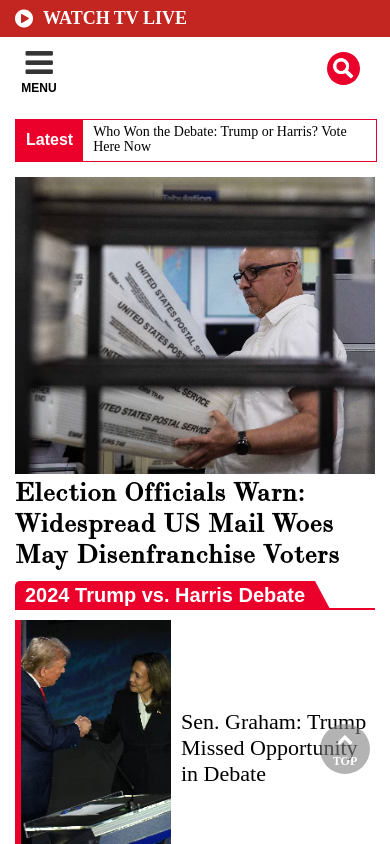 WATCH TV LIVE
MENU
Latest
Who Won the Debate: Trump or Harris? Vote
Here Now
Tabulation
UNITED STATES POSTAL SERVICE
UNITED STATES POSTAL SERVICE
UNITED STATES POSTAL SERVICE
UNITED STATES POSTAL SERVICE
Election Officials Warn:
Widespread US Mail Woes
May Disenfranchise Voters
2024 Trump vs. Harris Debate
Sen. Graham: Trump
Missed Opportunity
in Debate
TOP